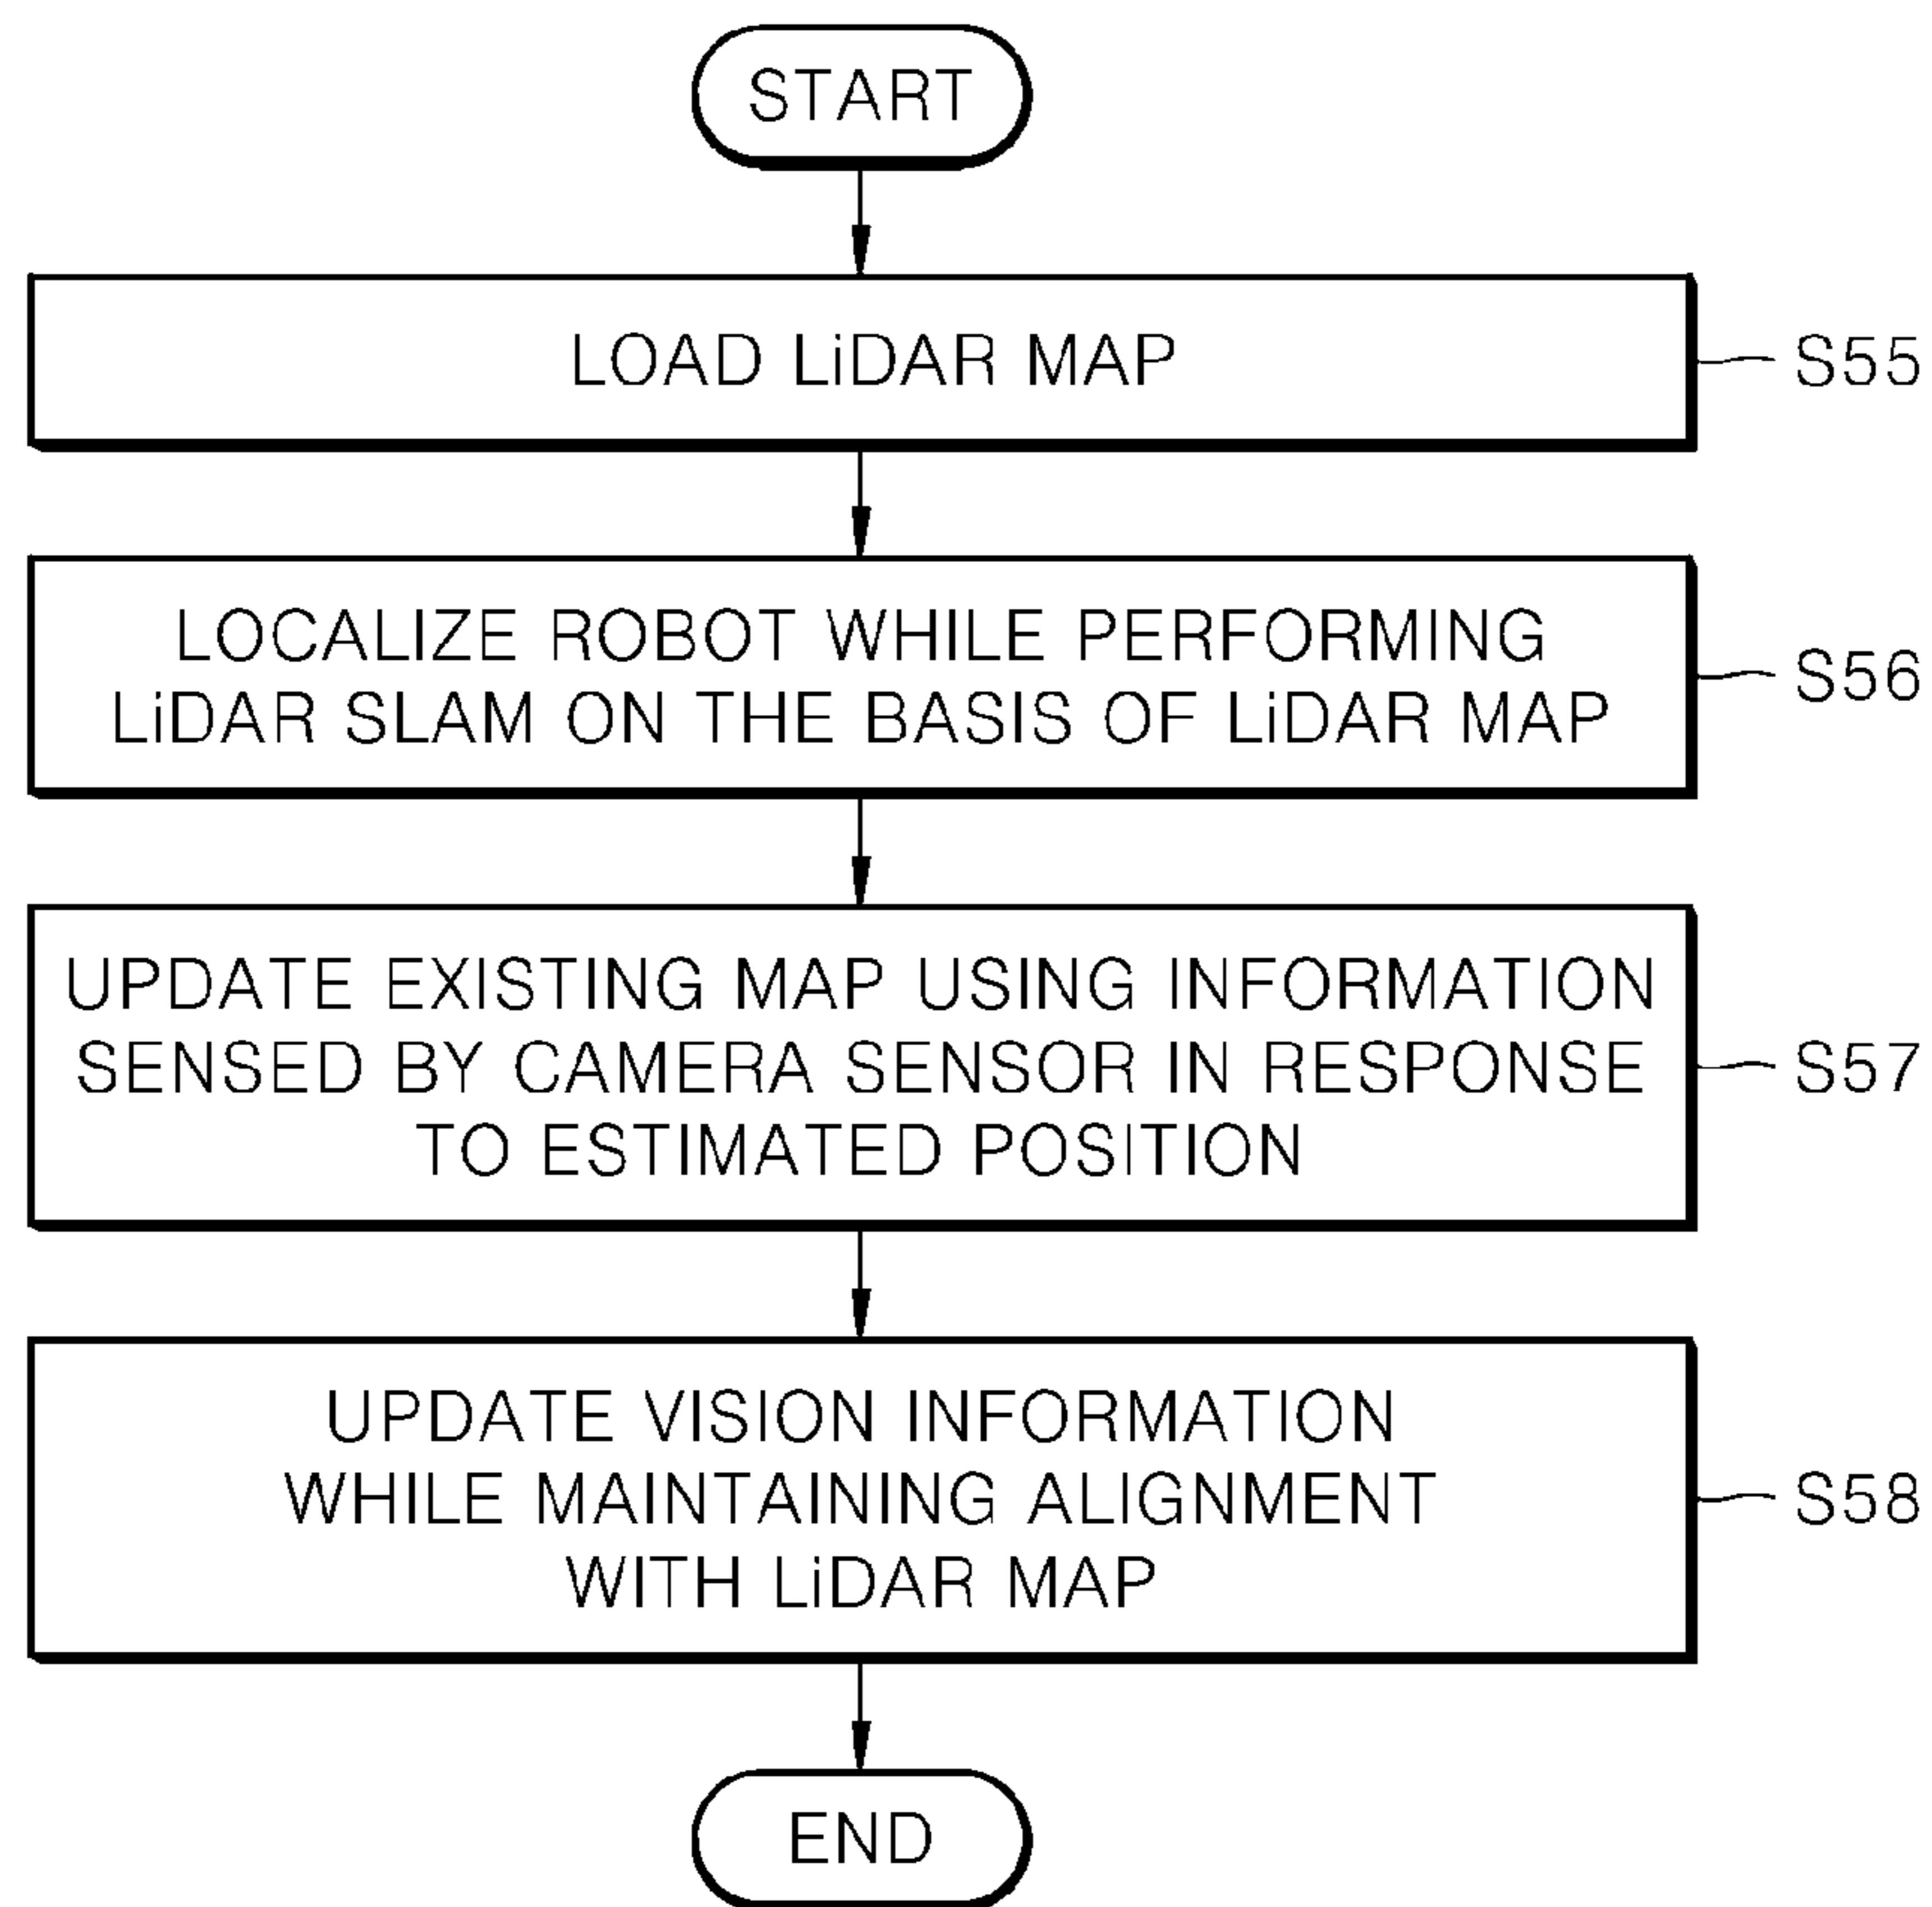 START
LOAD LiDAR MAP
S55
LOCALIZE ROBOT WHILE PERFORMING
LiDAR SLAM ON THE BASIS OF LiDAR MAP
S56
UPDATE EXISTING MAP USING INFORMATION
SENSED BY CAMERA SENSOR IN RESPONSE
TO ESTIMATED POSITION
S57
UPDATE VISION INFORMATION
WHILE MAINTAINING ALIGNMENT
WITH LiDAR MAP
S58
END